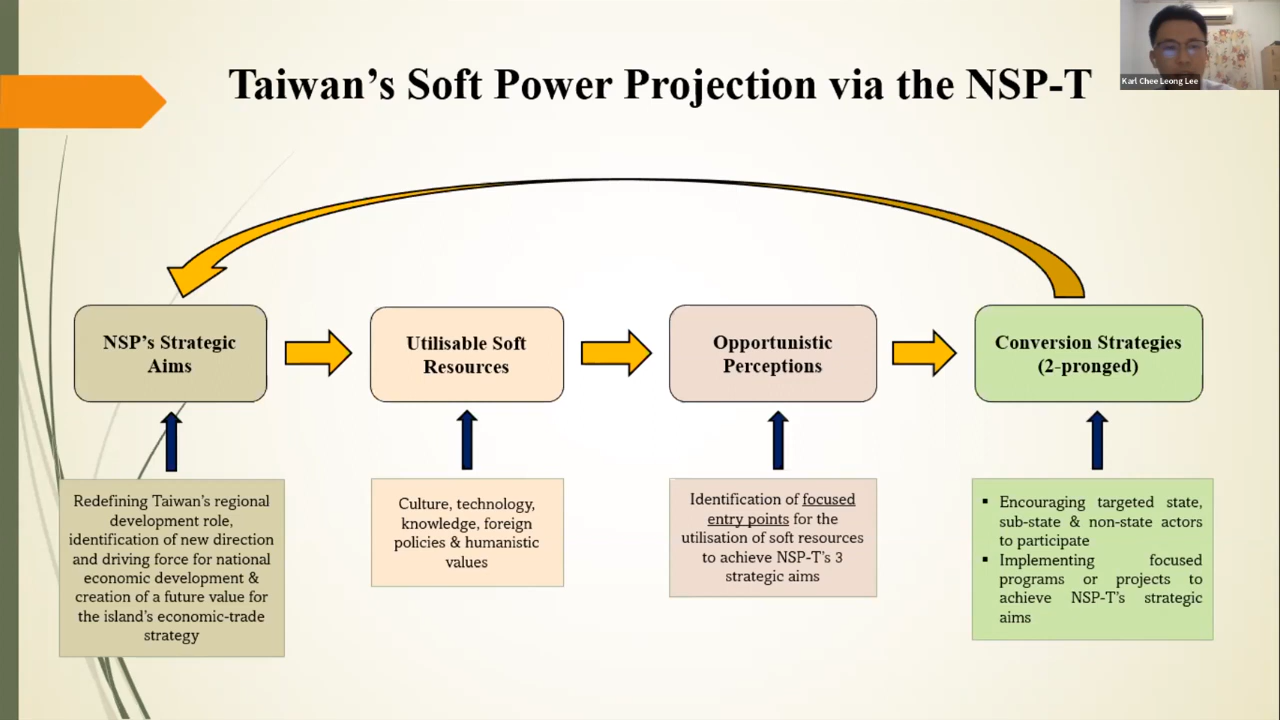 Taiwan's Soft Power Projection via the NSP-T
Karl Chee Leong Lee
NSP's Strategic
Aims
Utilisable Soft
Resources
Opportunistic
Perceptions
Conversion Strategies
(2-pronged)
Redefining Taiwan's regional
development role,
identification of new direction
and driving force for national
economic development &
creation of a future value for
the island's economic-trade
strategy
Culture, technology,
knowledge, foreign
policies & humanistic
values
Identification of focused
entry points for the
utilisation of soft resources
to achieve NSP-T's 3
strategic aims
▪ Encouraging targeted state,
sub-state & non-state actors
to participate
▪ Implementing focused
programs or projects to
achieve NSP-T's strategic
aims